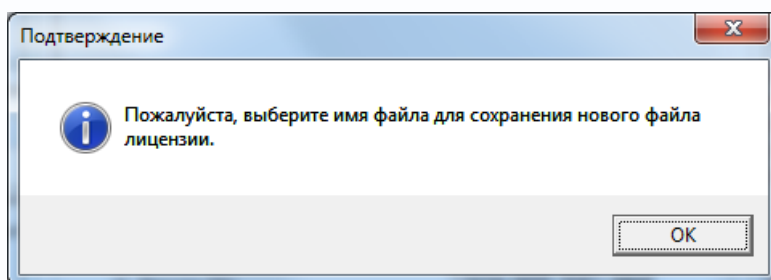 Подтверждение
Пожалуйста, выберите имя файла для сохранения нового файла
лицензии.
OK